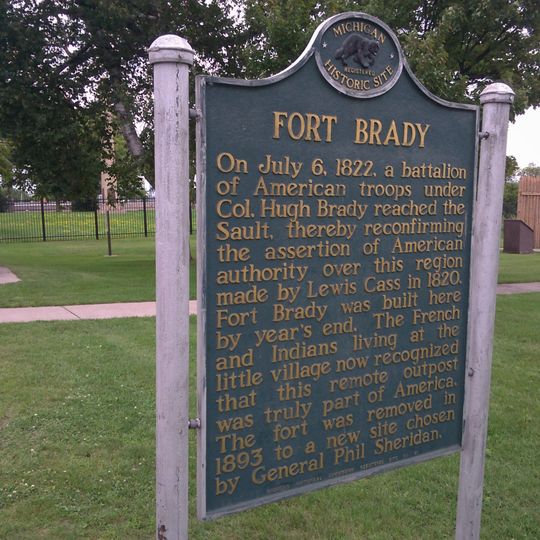 MICHIGAN
REGISTERED
HISTORIC SITE
FORT BRADY
On July 6, 1822, a battalion
of American troops under
Col. Hugh Brady reached the
Sault, thereby reconfirming
the assertion of American
authority over this region
made by Lewis Cass in 1820.
Fort Brady was built here
by year's end. The French
and Indians living at the
little village now recognized
that this remote outpost
was truly part of America.
The fort was removed in
1893 to a new site chosen
by General Phil Sheridan.